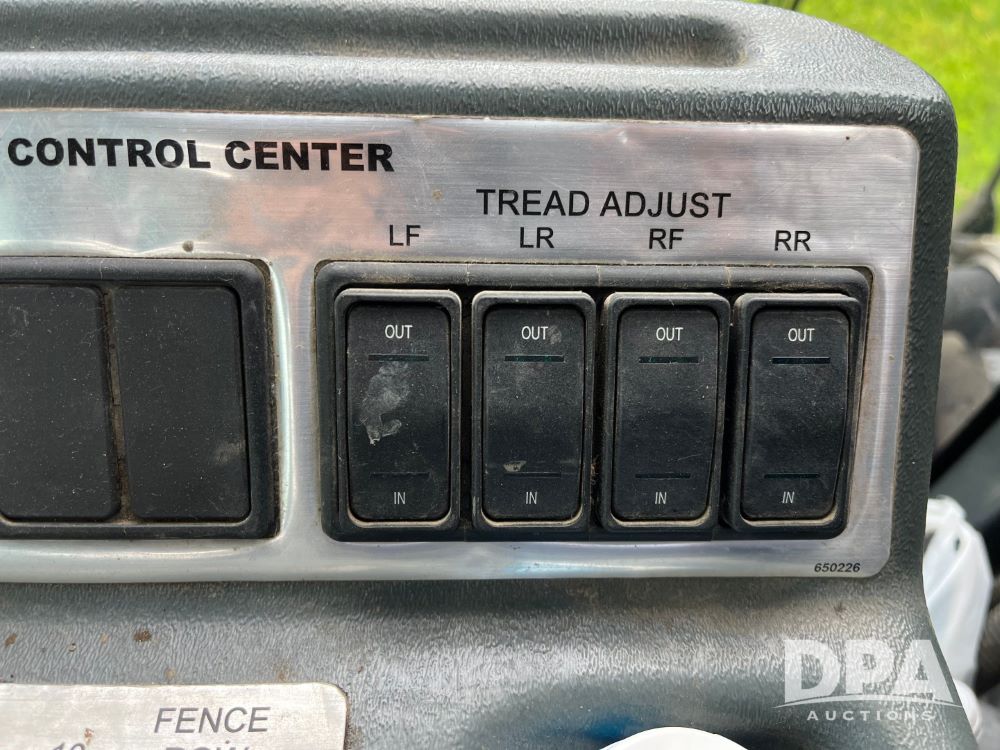 CONTROL CENTER
TREAD ADJUST
LF LR RF RR
OUT OUT OUT OUT
IN IN IN IN
650226
FENCE
DPA
AUCTIONS